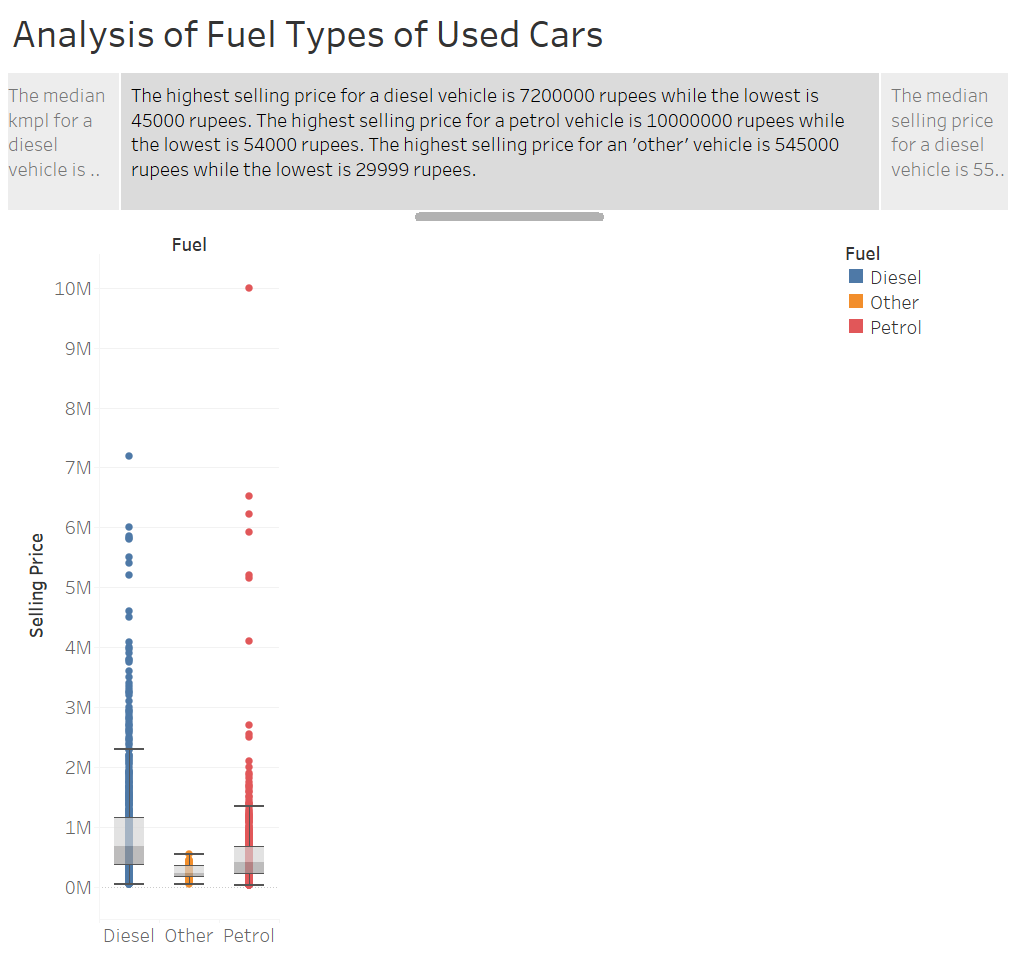 Analysis of Fuel Types of Used Cars
The median
kmpl for a
diesel
vehicle is ..
The highest selling price for a diesel vehicle is 7200000 rupees while the lowest is
45000 rupees. The highest selling price for a petrol vehicle is 10000000 rupees while
the lowest is 54000 rupees. The highest selling price for an 'other' vehicle is 545000
rupees while the lowest is 29999 rupees.
The median
selling price
for a diesel
vehicle is 55..
Fuel
10M
9M
8M
7M
6M
5M
4M
3M
2M
1M
0M
Selling Price
Diesel Other Petrol
Fuel
Diesel
Other
Petrol